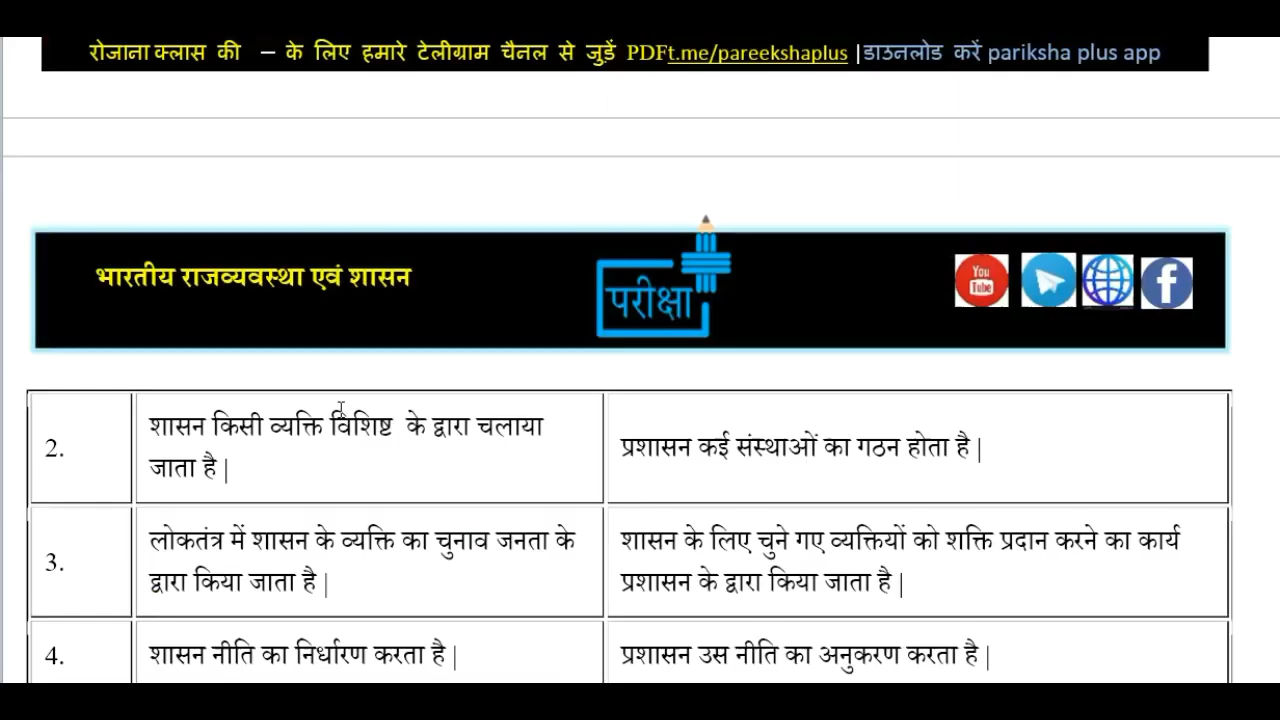 रोजाना क्लास की – के लिए हमारे टेलीग्राम चैनल से जुड़ें PDFt.me/pareekshaplus |डाउनलोड करें pariksha plus app
भारतीय राजव्यवस्था एवं शासन
परीक्षा
You
Tube
2.
शासन किसी व्यक्ति विशिष्ट के द्वारा चलाया
जाता है |
प्रशासन कई संस्थाओं का गठन होता है |
3.
लोकतंत्र में शासन के व्यक्ति का चुनाव जनता के
द्वारा किया जाता है |
शासन के लिए चुने गए व्यक्तियों को शक्ति प्रदान करने का कार्य
प्रशासन के द्वारा किया जाता है |
4.
शासन नीति का निर्धारण करता है |
प्रशासन उस नीति का अनुकरण करता है |